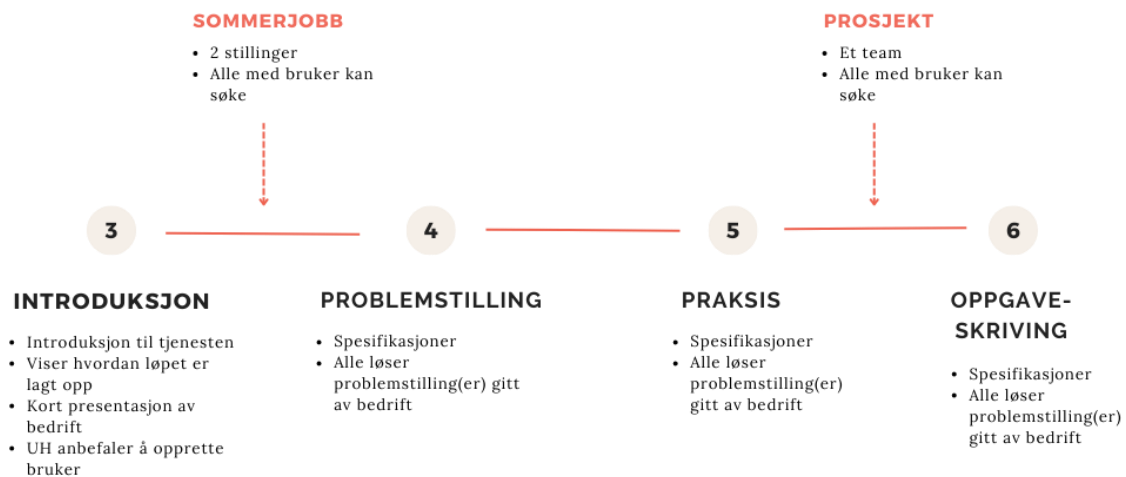 SOMMERJOBB
• 2 stillinger
• Alle med bruker kan
søke
PROSJEKT
• Et team
• Alle med bruker kan
søke
3
4
5
6
INTRODUKSJON
• Introduksjon til tjenesten
• Viser hvordan løpet er
lagt opp
• Kort presentasjon av
bedrift
• UH anbefaler å opprette
bruker
PROBLEMSTILLING
• Spesifikasjoner
• Alle løser
problemstilling(er) gitt
av bedrift
PRAKSIS
• Spesifikasjoner
• Alle løser
problemstilling(er)
gitt av bedrift
OPPGAVE-
SKRIVING
• Spesifikasjoner
• Alle løser
problemstilling(er)
gitt av bedrift